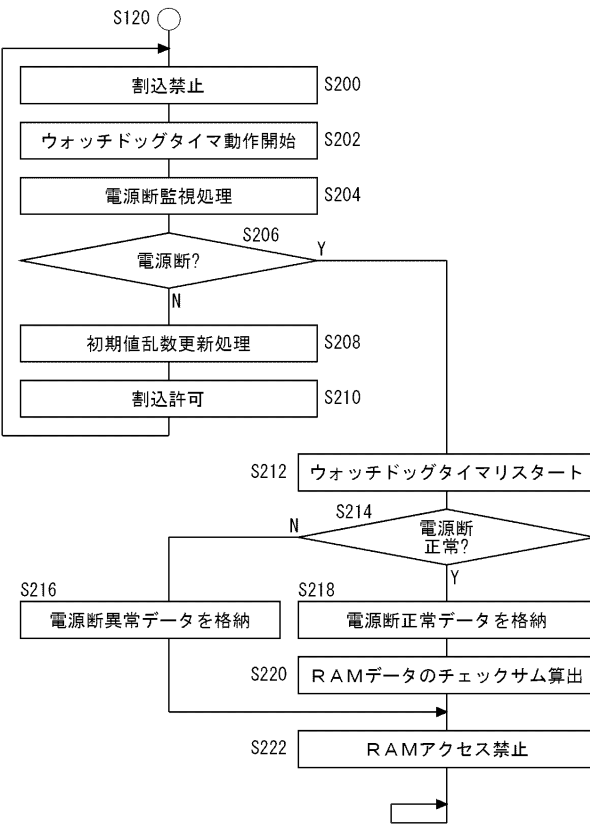 S120
割込禁止 S200
ウォッチドッグタイマ動作開始 S202
電源断監視処理 S204
S206
電源断? Y
N
初期値乱数更新処理 S208
割込許可 S210
S212 ウォッチドッグタイマリスタート
S214
N 電源断
正常?
Y
S216 S218
電源断異常データを格納 電源断正常データを格納
S220 RAMデータのチェックサム算出
S222 RAMアクセス禁止